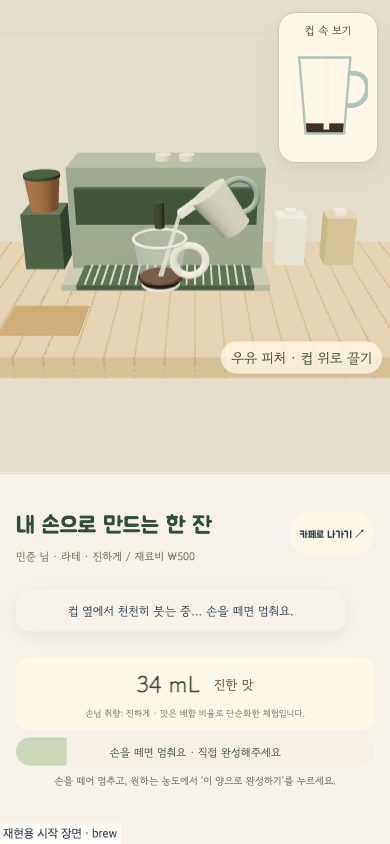 컵 속 보기
우유 피처 · 컵 위로 끌기
내 손으로 만드는 한 잔
카페로 나가기 ↗
민준 님 · 라테 · 진하게 / 재료비 ₩500
컵 옆에서 천천히 붓는 중… 손을 떼면 멈춰요.
34 mL 진한 맛
손님 취향: 진하게 · 맛은 배합 비율로 단순화한 체험입니다.
손을 떼면 멈춰요 · 직접 완성해주세요
손을 떼어 멈추고, 원하는 농도에서 ‘이 양으로 완성하기’를 누르세요.
재현용 시작 장면 · brew